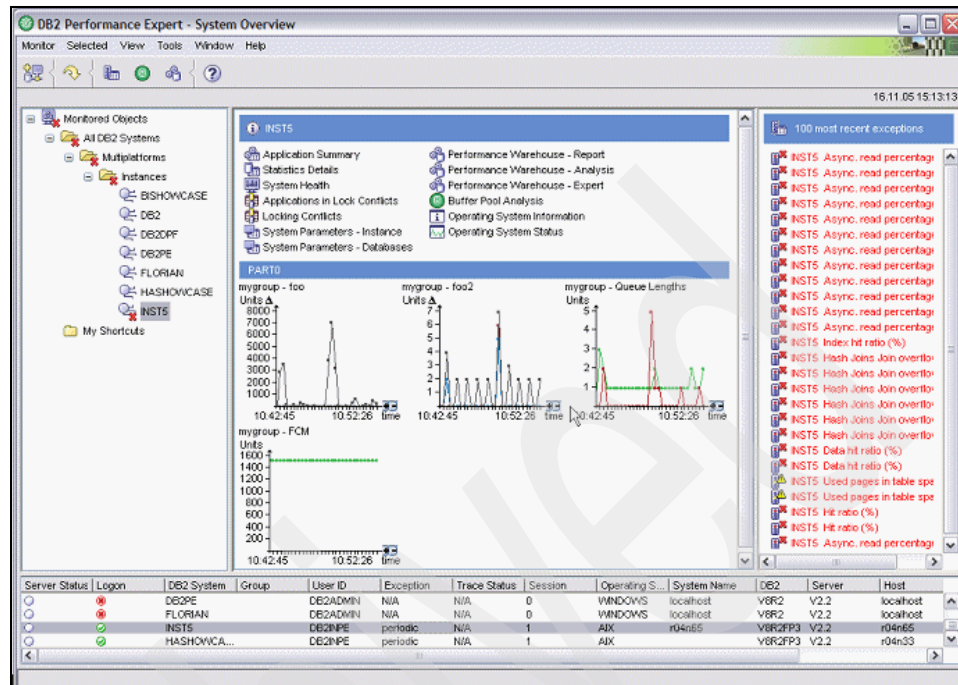 DB2 Performance Expert - System Overview
Monitor Selected View Tools Window Help
16.11.05 15:13:13
Monitored Objects
All DB2 Systems
Multiplatforms
Instances
BISHOWCASE
DB2
DB2DPF
DB2PE
FLORIAN
HASHOWCASE
INST5
My Shortcuts
INST5
Application Summary
Statistics Details
System Health
Applications in Lock Conflicts
Locking Conflicts
System Parameters - Instance
System Parameters - Databases
Performance Warehouse - Report
Performance Warehouse - Analysis
Performance Warehouse - Expert
Buffer Pool Analysis
Operating System Information
Operating System Status
PART0
mygroup - foo
Units Δ
8000
7000
6000
5000
4000
3000
2000
1000
10:42:45 10:52:26 time
mygroup - foo2
Units Δ
7
6
5
4
3
2
1
10:42:45 10:52:26 time
mygroup - Queue Lengths
Units
5
4
3
2
1
10:42:45 10:52:26 time
mygroup - FCM
Units
1600
1400
1200
1000
800
600
400
200
10:42:45 10:52:26 time
100 most recent exceptions
INST5 Async. read percentage
INST5 Async. read percentage
INST5 Async. read percentage
INST5 Async. read percentage
INST5 Async. read percentage
INST5 Async. read percentage
INST5 Async. read percentage
INST5 Async. read percentage
INST5 Async. read percentage
INST5 Async. read percentage
INST5 Async. read percentage
INST5 Async. read percentage
INST5 Index hit ratio (%)
INST5 Hash Joins Join overflo
INST5 Hash Joins Join overflo
INST5 Hash Joins Join overflo
INST5 Hash Joins Join overflo
INST5 Hash Joins Join overflo
INST5 Hash Joins Join overflo
INST5 Data hit ratio (%)
INST5 Data hit ratio (%)
INST5 Used pages in table spa
INST5 Used pages in table spa
INST5 Hit ratio (%)
INST5 Hit ratio (%)
INST5 Async. read percentage
Server Status Logon DB2 System Group User ID Exception Trace Status Session Operating S... System Name DB2 Server Host
DB2PE DB2ADMIN N/A N/A 0 WINDOWS localhost V8R2 V2.2 localhost
FLORIAN DB2ADMIN N/A N/A 0 WINDOWS localhost V8R2 V2.2 localhost
INST5 DB2INPE periodic N/A 1 AIX r04n65 V8R2FP3 V2.2 r04n65
HASHOWCA... DB2INPE periodic N/A 1 AIX V8R2FP3 V2.2 r04n33